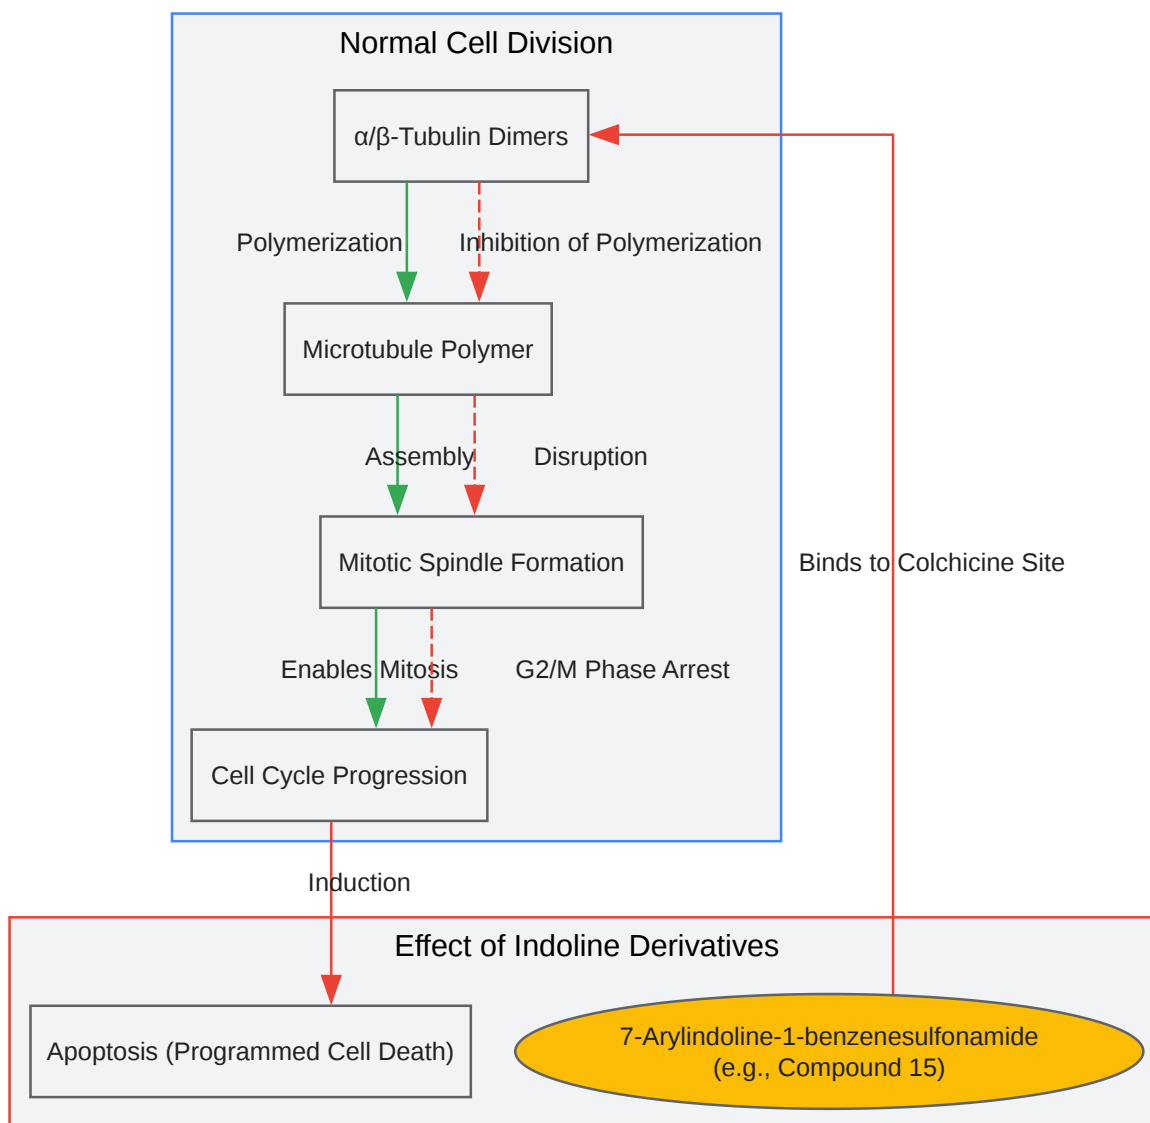 Normal Cell Division
α/β-Tubulin Dimers
Polymerization
Inhibition of Polymerization
Microtubule Polymer
Assembly
Disruption
Mitotic Spindle Formation
Binds to Colchicine Site
Enables Mitosis
G2/M Phase Arrest
Cell Cycle Progression
Induction
Effect of Indoline Derivatives
Apoptosis (Programmed Cell Death)
7-Arylindoline-1-benzenesulfonamide
(e.g., Compound 15)